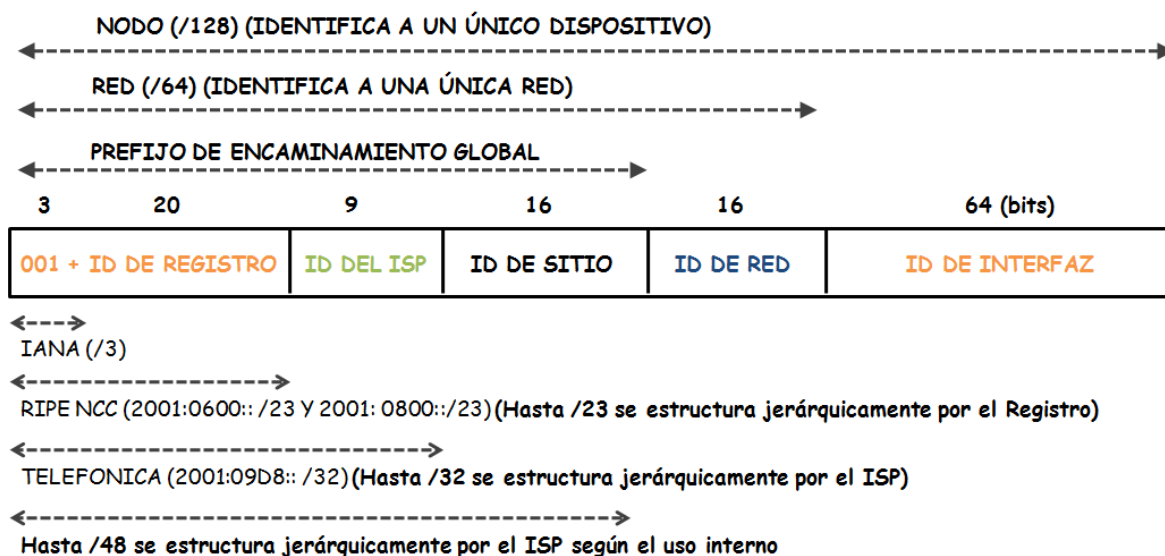 NODO (/128) (IDENTIFICA A UN ÚNICO DISPOSITIVO)
RED (/64) (IDENTIFICA A UNA ÚNICA RED)
PREFIJO DE ENCAMINAMIENTO GLOBAL
3 20 9 16 16 64 (bits)
001 + ID DE REGISTRO ID DEL ISP ID DE SITIO ID DE RED ID DE INTERFAZ
IANA (/3)
RIPE NCC (2001:0600:: /23 Y 2001: 0800::/23) (Hasta /23 se estructura jerárquicamente por el Registro)
TELEFONICA (2001:09D8:: /32) (Hasta /32 se estructura jerárquicamente por el ISP)
Hasta /48 se estructura jerárquicamente por el ISP según el uso interno